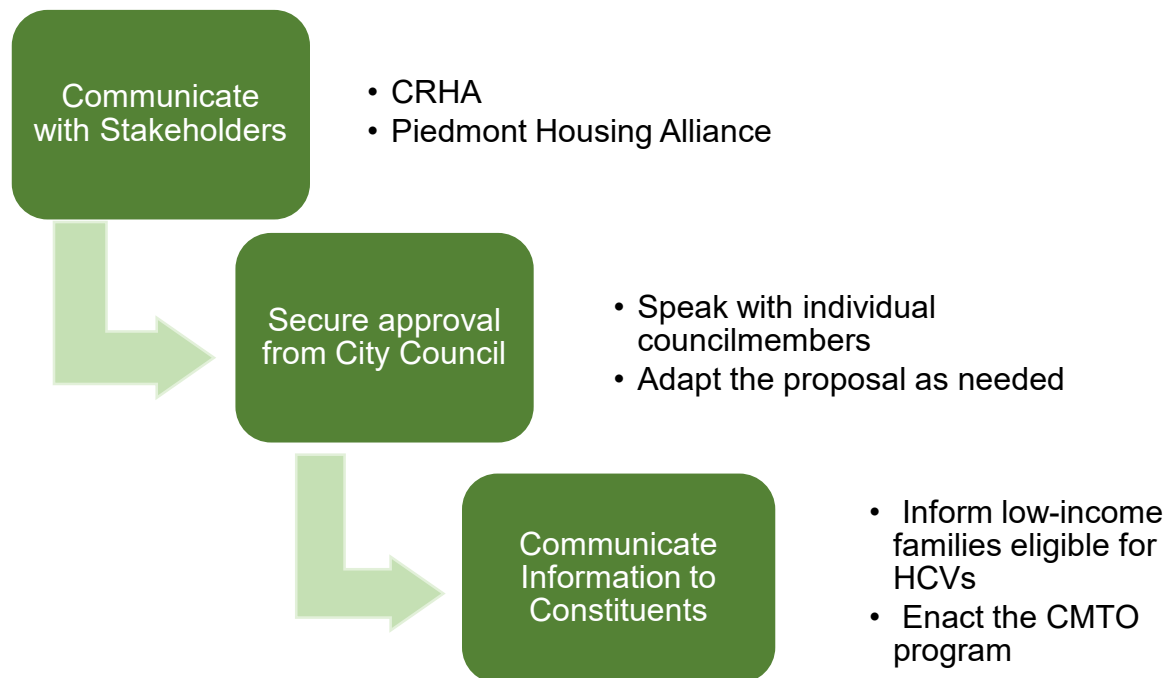 Communicate
with Stakeholders
• CRHA
• Piedmont Housing Alliance
Secure approval
from City Council
• Speak with individual
councilmembers
• Adapt the proposal as needed
Communicate
Information to
Constituents
• Inform low-income
families eligible for
HCVs
• Enact the CMTO
program